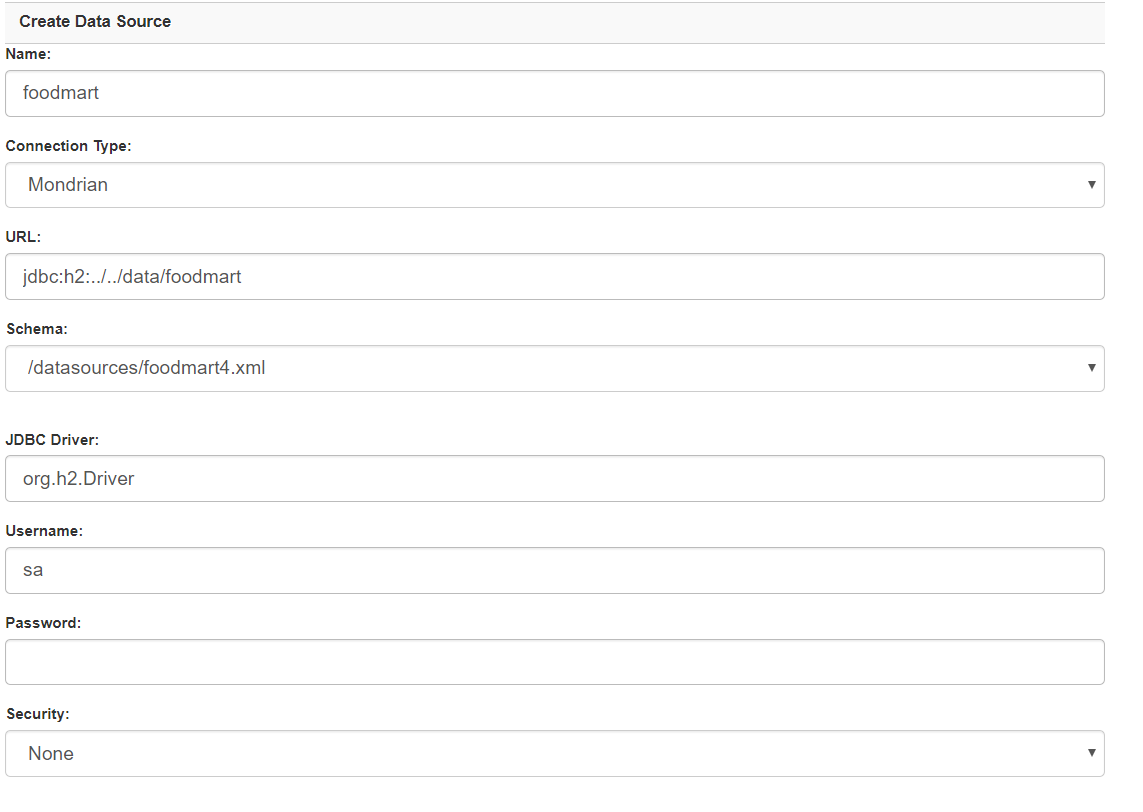 Create Data Source
Name:
foodmart
Connection Type:
Mondrian
URL:
jdbc:h2:../../data/foodmart
Schema:
/datasources/foodmart4.xml
JDBC Driver:
org.h2.Driver
Username:
sa
Password:
Security:
None